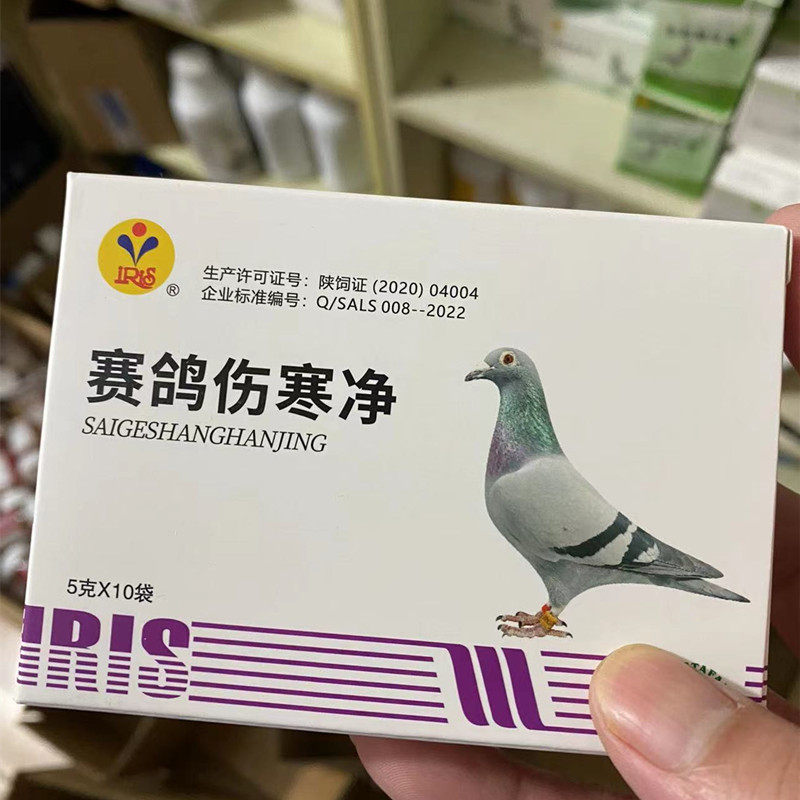 IRIS
®
生产许可证号：陕饲证 (2020) 04004
企业标准编号：Q/SALS 008--2022
赛鸽伤寒净
SAIGESHANGHANJING
5克X10袋
IRIS